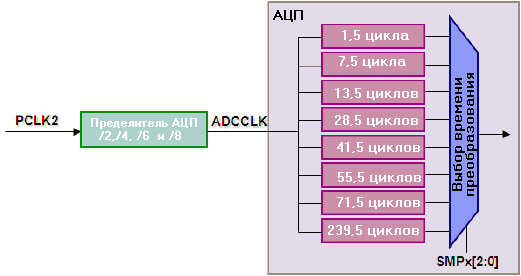 АЦП
1,5 цикла
7,5 цикла
13,5 циклов
28,5 циклов
41,5 циклов
55,5 циклов
71,5 циклов
239,5 циклов
PCLK2
Пределитель АЦП
/2,/4, /6 и /8
ADCCLK
Выбор времени
преобразования
SMPx[2:0]